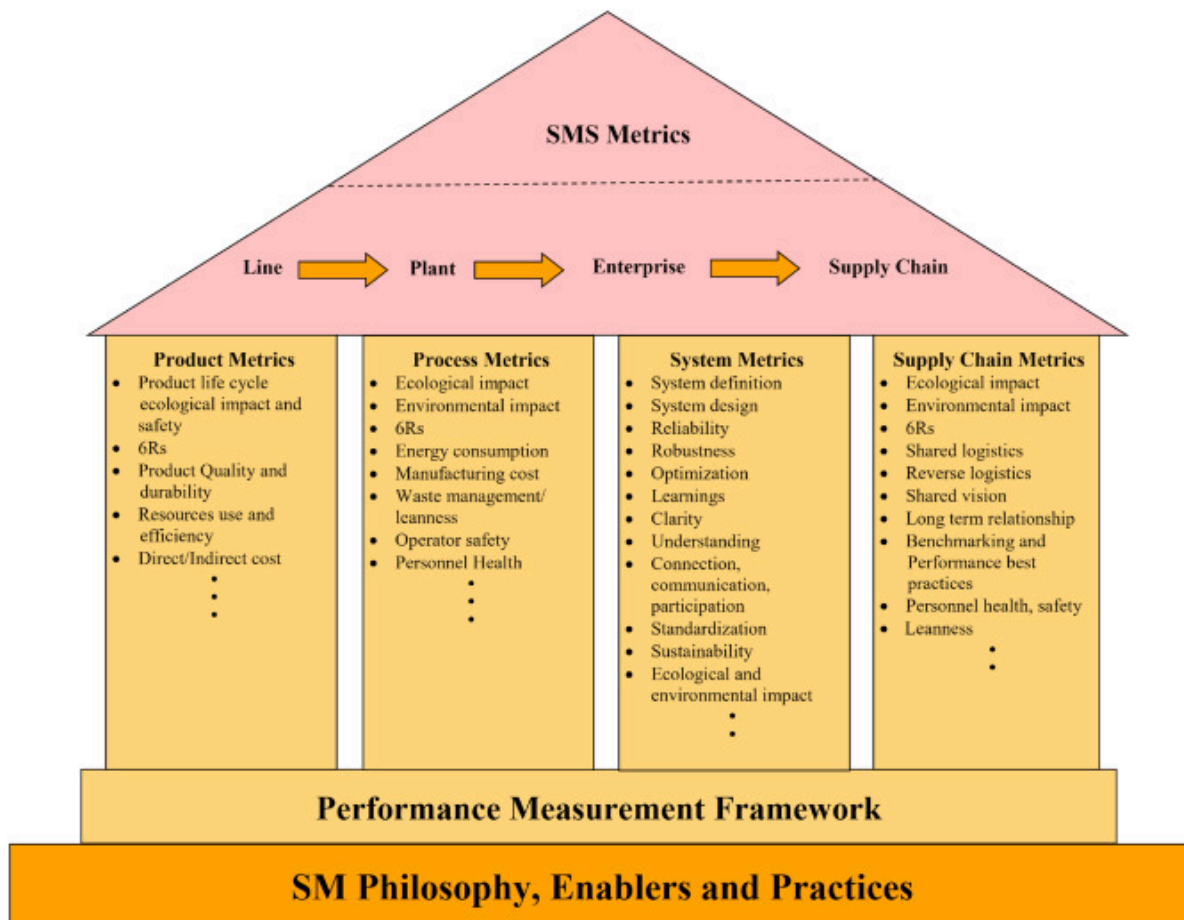 SMS Metrics
Line Plant Enterprise Supply Chain
Product Metrics
• Product life cycle
ecological impact and
safety
• 6Rs
• Product Quality and
durability
• Resources use and
efficiency
• Direct/Indirect cost
Process Metrics
• Ecological impact
• Environmental impact
• 6Rs
• Energy consumption
• Manufacturing cost
• Waste management/
leanness
• Operator safety
• Personnel Health
System Metrics
• System definition
• System design
• Reliability
• Robustness
• Optimization
• Learnings
• Clarity
• Understanding
• Connection,
communication,
participation
• Standardization
• Sustainability
• Ecological and
environmental impact
Supply Chain Metrics
• Ecological impact
• Environmental impact
• 6Rs
• Shared logistics
• Reverse logistics
• Shared vision
• Long term relationship
• Benchmarking and
Performance best
practices
• Personnel health, safety
• Leanness
Performance Measurement Framework
SM Philosophy, Enablers and Practices